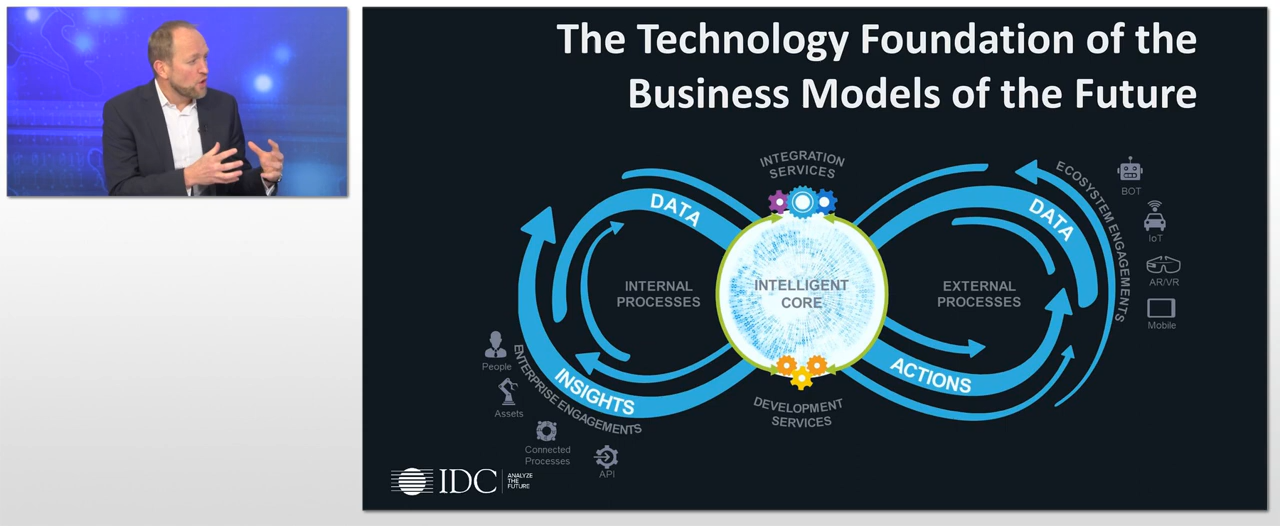 The Technology Foundation of the
Business Models of the Future
INTEGRATION
SERVICES
DATA
DATA
ECOSYSTEM ENGAGEMENTS
BOT
IoT
AR/VR
Mobile
INTERNAL
PROCESSES
INTELLIGENT
CORE
EXTERNAL
PROCESSES
People
Assets
Connected
Processes
API
ENTERPRISE ENGAGEMENTS
INSIGHTS
ACTIONS
DEVELOPMENT
SERVICES
IDC
ANALYZE
THE
FUTURE